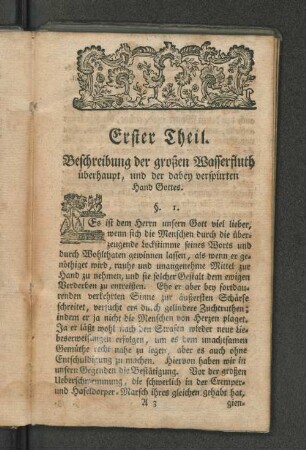 Erster Theil.
Beschreibung der großen Wasserfluth
überhaupt, und der dabey verspürten
Hand Gottes.
§. 1.
Es ist dem Herrn unsern Gott viel lieber,
wenn sich die Menschen durch die über-
zeugende Lockstimme seines Worts und
durch Wohlthaten gewinnen lassen, als wenn er ge-
nöthiget wird, rauhe und unangenehme Mittel zur
Hand zu nehmen, und sie solcher Gestalt dem ewigen
Verderben zu entreißen. Ehe er aber bey fortdau-
renden verkehrten Sinne zur äußersten Schärfe
schreitet, versucht ers durch gelindere Zuchtruthen;
indem er ja nicht die Menschen von Herzen plaget.
Ja er läßt wohl nach den Strafen wieder neue Lie-
beserweisungen erfolgen, um es dem unachtsamen
Gemüthe recht nahe zu legen, aber es auch ohne
Entschuldigung zu machen. Hiervon haben wir in
unsern Gegenden die Bestätigung. Vor der großen
Ueberschwemmung, die schwerlich in der Cremper-
und Haseldorper-Marsch ihres gleichen gehabt hat,
A 3 gien-